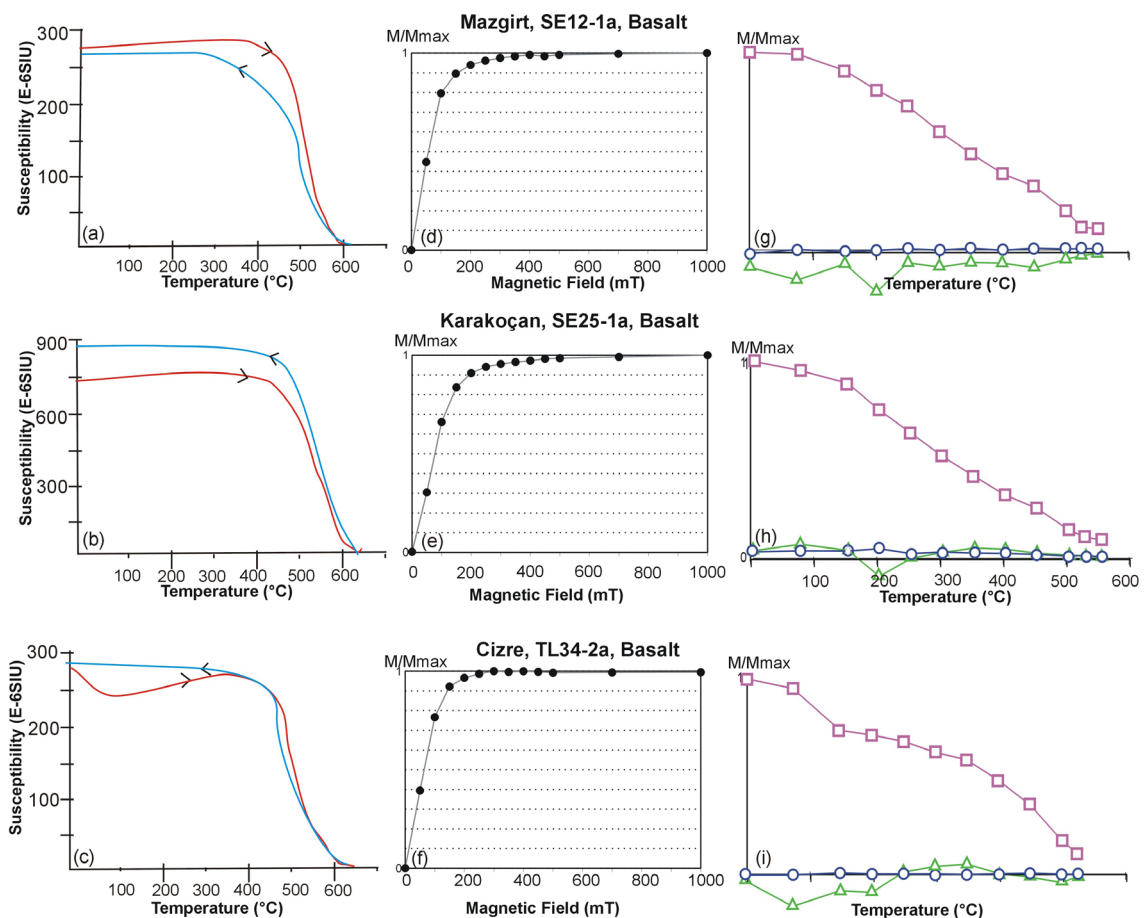 Mazgirt, SE12-1a, Basalt
Susceptibility (E-6SIU)
300
200
100
(a)
100 200 300 400 500 600
Temperature (°C)
M/Mmax
1
0
(d)
0 200 400 600 800 1000
Magnetic Field (mT)
M/Mmax
(g)
Temperature (°C)
Karakoçan, SE25-1a, Basalt
Susceptibility (E-6SIU)
900
600
300
(b)
100 200 300 400 500 600
Temperature (°C)
M/Mmax
1
0
(e)
0 200 400 600 800 1000
Magnetic Field (mT)
M/Mmax
1
0
(h)
100 200 300 400 500 600
Temperature (°C)
Cizre, TL34-2a, Basalt
Susceptibility (E-6SIU)
300
200
100
(c)
100 200 300 400 500 600
Temperature (°C)
M/Mmax
1
0
(f)
0 200 400 600 800 1000
Magnetic Field (mT)
M/Mmax
1
(i)
Temperature (°C)